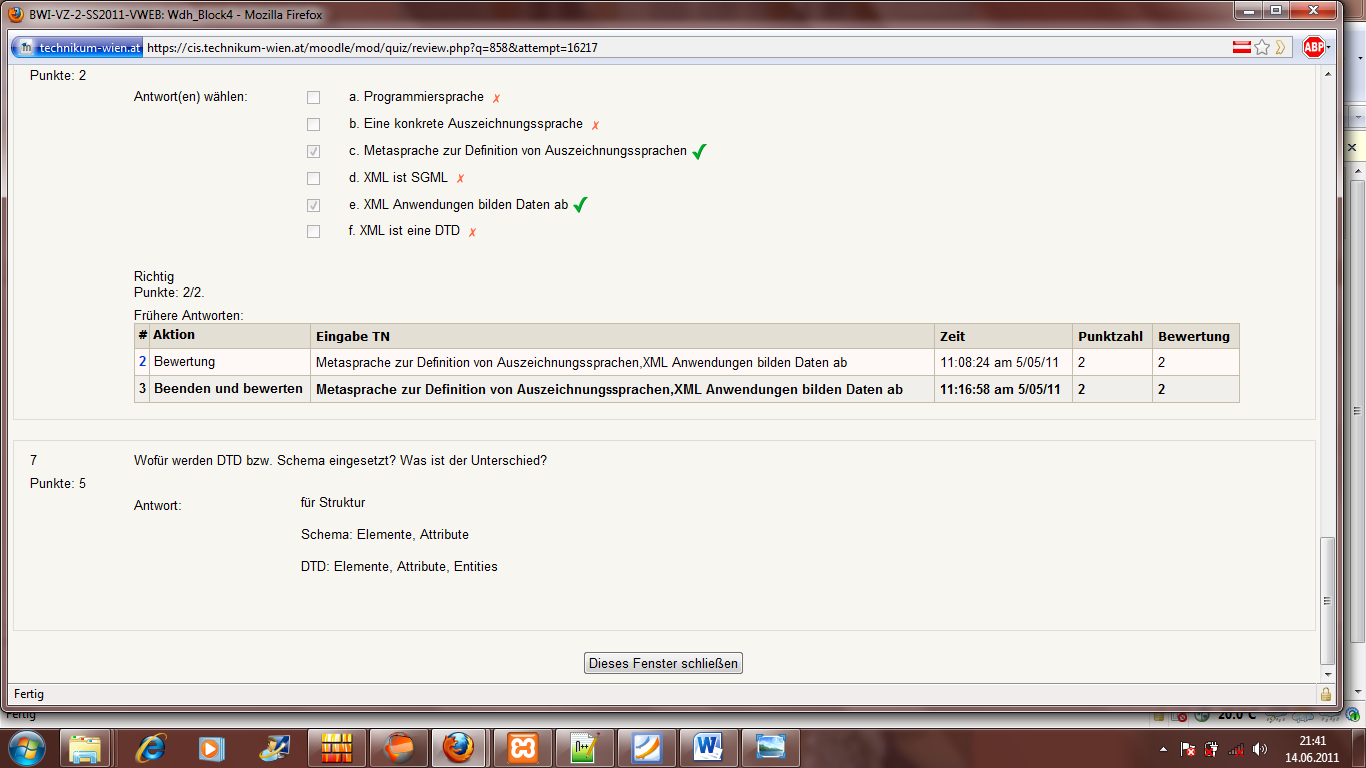 BWI-VZ-2-SS2011-VWEB: Wdh_Block4 - Mozilla Firefox
technikum-wien.at https://cis.technikum-wien.at/moodle/mod/quiz/review.php?q=858&attempt=16217
ABP
Punkte: 2
Antwort(en) wählen:
a. Programmiersprache
b. Eine konkrete Auszeichnungssprache
c. Metasprache zur Definition von Auszeichnungssprachen
d. XML ist SGML
e. XML Anwendungen bilden Daten ab
f. XML ist eine DTD
Richtig
Punkte: 2/2.
Frühere Antworten:
# Aktion Eingabe TN Zeit Punktzahl Bewertung
2 Bewertung Metasprache zur Definition von Auszeichnungssprachen,XML Anwendungen bilden Daten ab 11:08:24 am 5/05/11 2 2
3 Beenden und bewerten Metasprache zur Definition von Auszeichnungssprachen,XML Anwendungen bilden Daten ab 11:16:58 am 5/05/11 2 2
7 Wofür werden DTD bzw. Schema eingesetzt? Was ist der Unterschied?
Punkte: 5
Antwort: für Struktur
Schema: Elemente, Attribute
DTD: Elemente, Attribute, Entities
Dieses Fenster schließen
Fertig
Fertig 20.0°C
21:41
14.06.2011